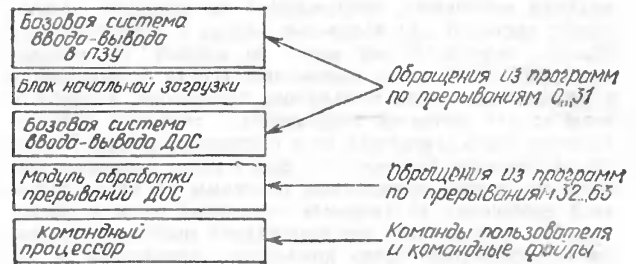 Базовая система
ввода-вывода
в ПЗУ
Блок начальной загрузки
Базовая система
ввода-вывода ДОС
Модуль обработки
прерываний ДОС
Командный
процессор
Обращения из программ
по прерываниям 0...31
Обращения из программ
по прерываниям 32...63
Команды пользователя
и командные файлы